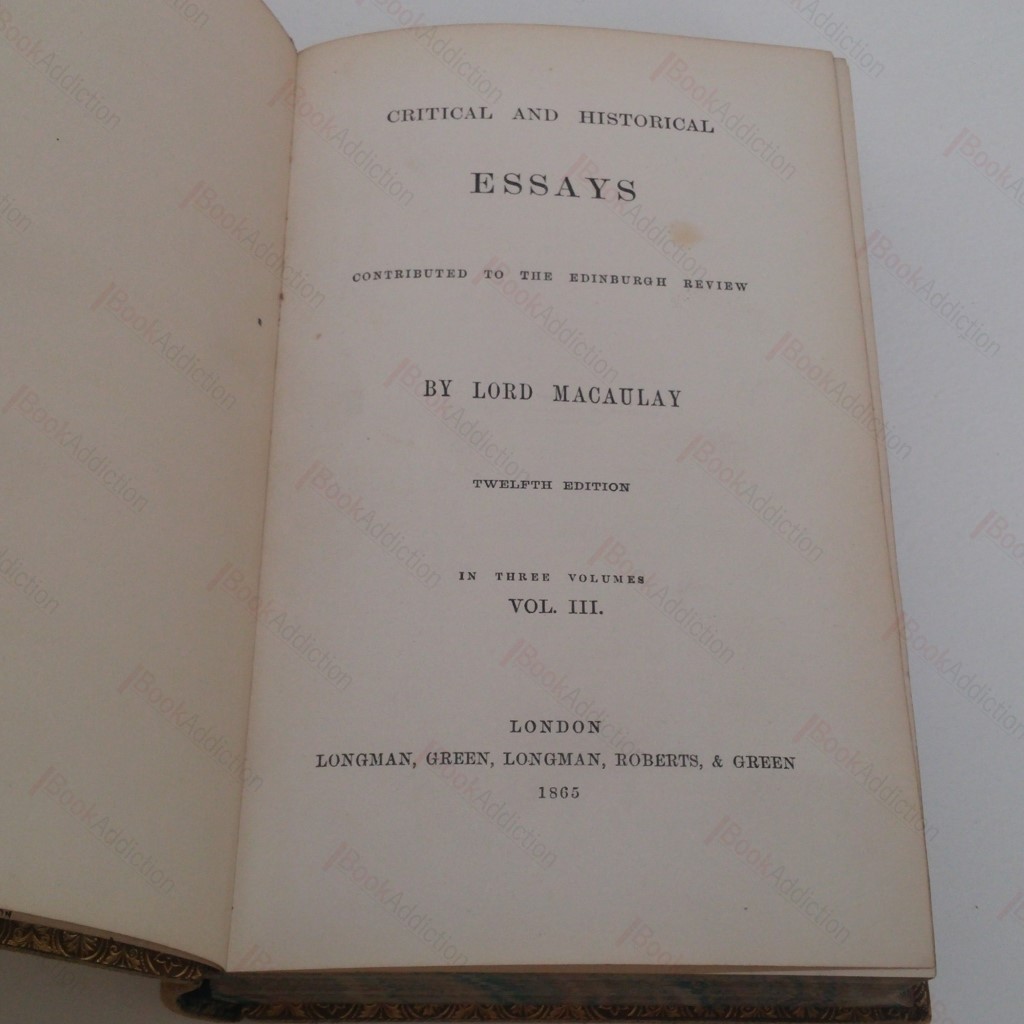 CRITICAL AND HISTORICAL
ESSAYS
CONTRIBUTED TO THE EDINBURGH REVIEW
BY LORD MACAULAY
TWELFTH EDITION
IN THREE VOLUMES
VOL. III.
LONDON
LONGMAN, GREEN, LONGMAN, ROBERTS, & GREEN
1865
BookAddiction